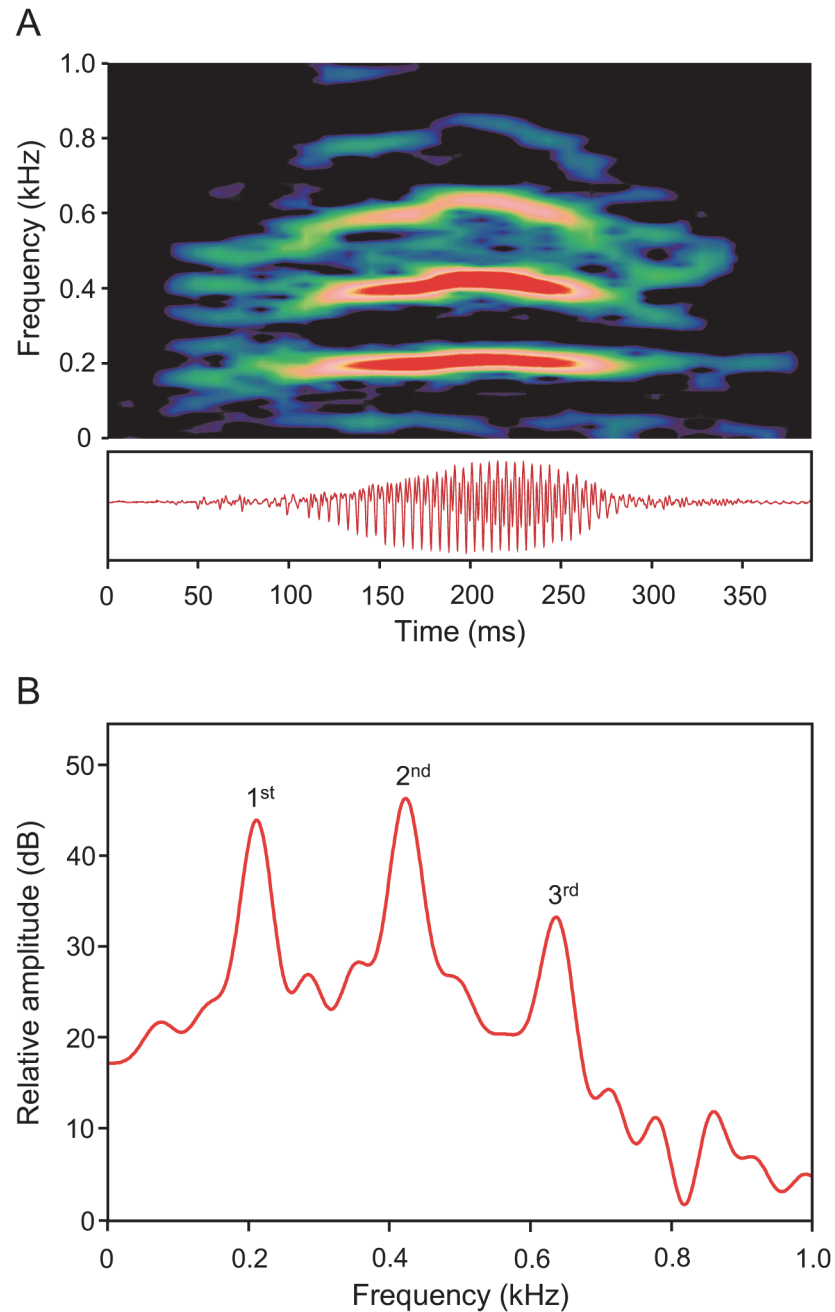 A
1.0
0.8
0.6
0.4
0.2
0
Frequency (kHz)
0 50 100 150 200 250 300 350
Time (ms)
B
50
40
30
20
10
0
Relative amplitude (dB)
1st
2nd
3rd
0 0.2 0.4 0.6 0.8 1.0
Frequency (kHz)